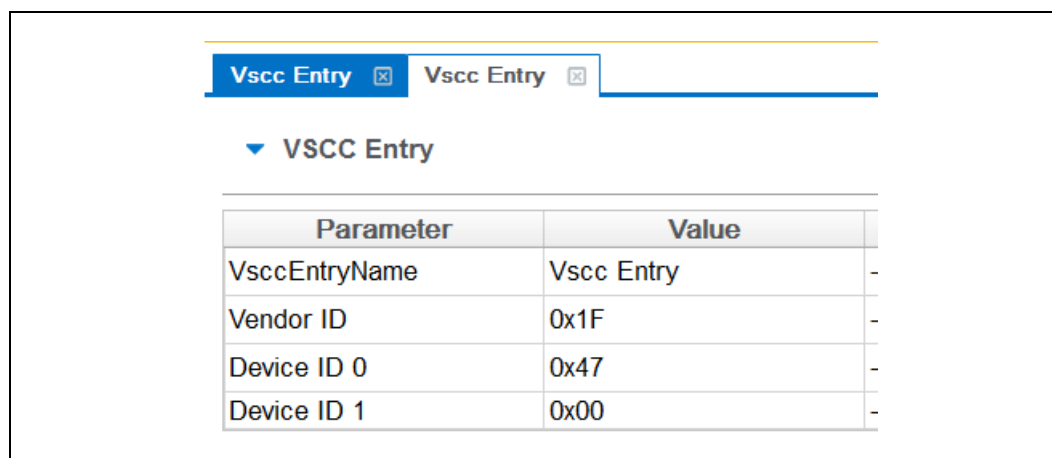 Vscc Entry Vscc Entry
VSCC Entry
Parameter Value
VsccEntryName Vscc Entry
Vendor ID 0x1F
Device ID 0 0x47
Device ID 1 0x00